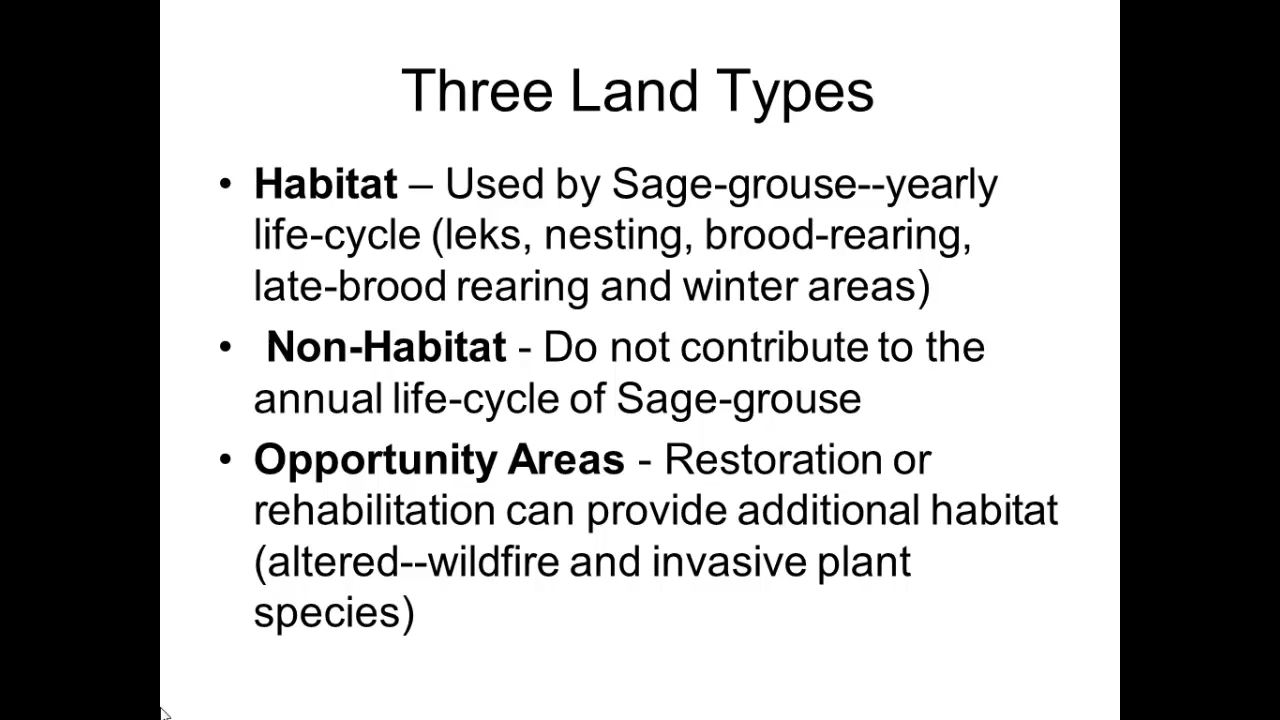 Three Land Types
• Habitat – Used by Sage-grouse--yearly
life-cycle (leks, nesting, brood-rearing,
late-brood rearing and winter areas)
• Non-Habitat - Do not contribute to the
annual life-cycle of Sage-grouse
• Opportunity Areas - Restoration or
rehabilitation can provide additional habitat
(altered--wildfire and invasive plant
species)